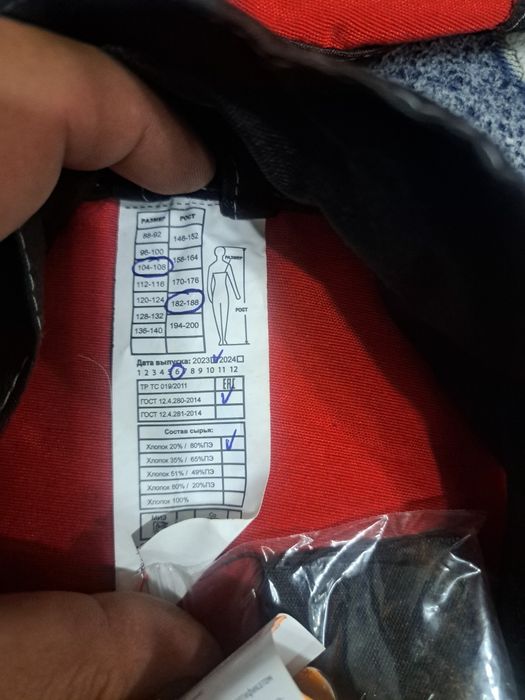 РАЗМЕР РОСТ
88-92 146-152
96-100 158-164
104-108
112-116 170-176
120-124 182-188
128-132
136-140 194-200
РАЗМЕР
РОСТ
Дата выпуска: 2023 2024
1 2 3 4 5 6 7 8 9 10 11 12
ТР ТС 019/2011 ЕАС
ГОСТ 12.4.280-2014
ГОСТ 12.4.281-2014
Состав сырья:
Хлопок 20% / 80%ПЭ
Хлопок 35% / 65%ПЭ
Хлопок 51% / 49%ПЭ
Хлопок 80% / 20%ПЭ
Хлопок 100%